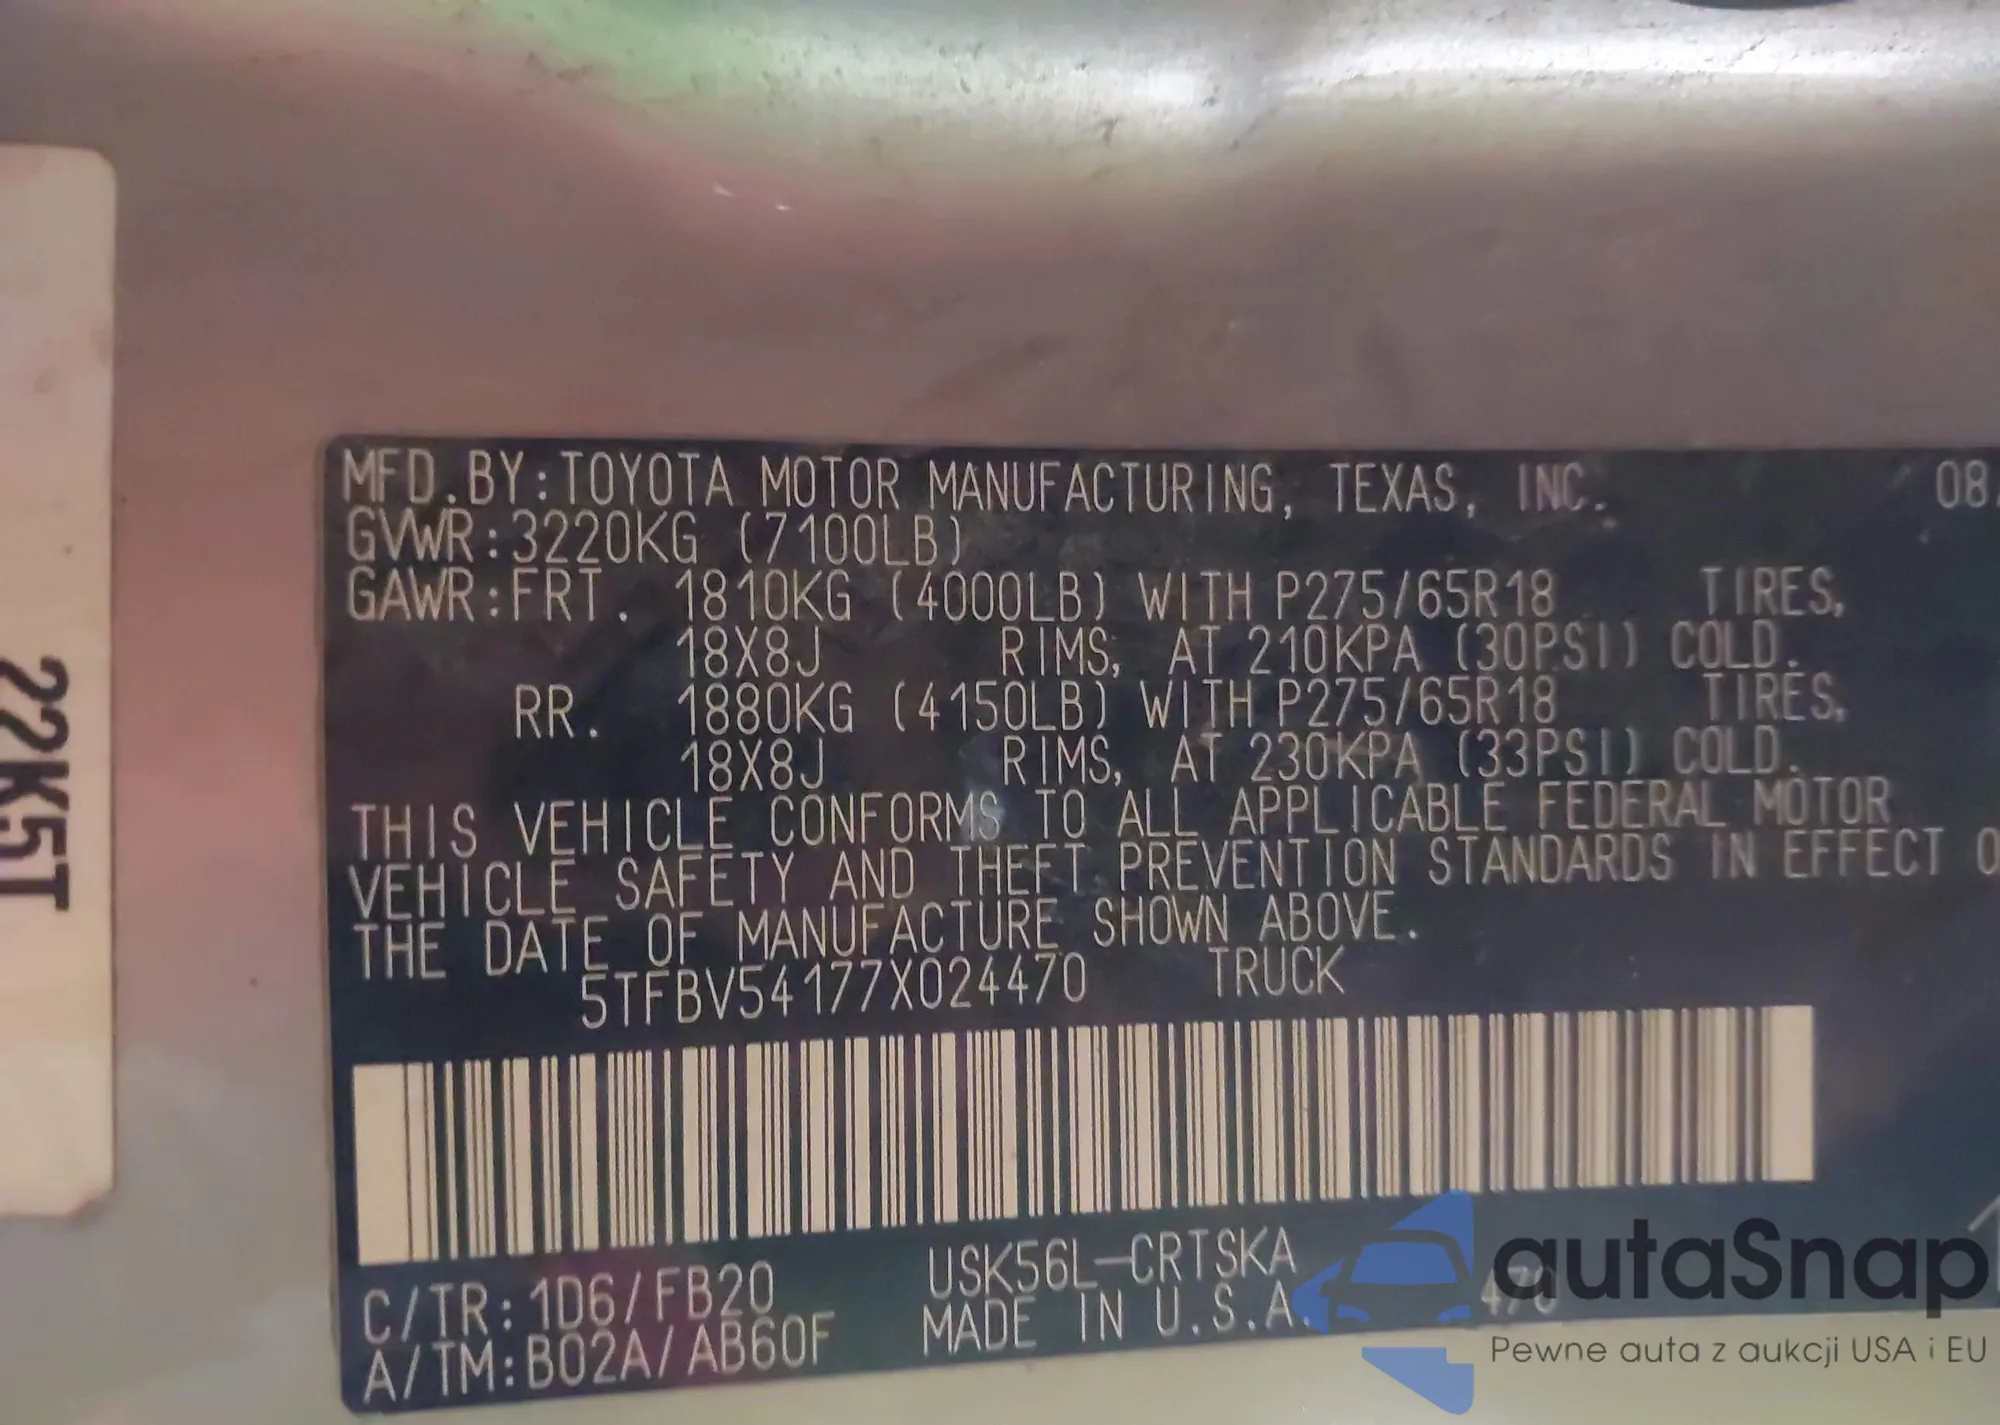 MFD.BY:TOYOTA MOTOR MANUFACTURING, TEXAS, INC. 08
GVWR:3220KG (7100LB)
GAWR:FRT. 1810KG (4000LB) WITH P275/65R18 TIRES,
18X8J RIMS, AT 210KPA (30PSI) COLD.
RR. 1880KG (4150LB) WITH P275/65R18 TIRES,
18X8J RIMS, AT 230KPA (33PSI) COLD.
THIS VEHICLE CONFORMS TO ALL APPLICABLE FEDERAL MOTOR
VEHICLE SAFETY AND THEFT PREVENTION STANDARDS IN EFFECT O
THE DATE OF MANUFACTURE SHOWN ABOVE.
5TFBV54177X024470 TRUCK
C/TR:1D6/FB20 USK56L-CRTSKA
A/TM:B02A/AB60F MADE IN U.S.A. 470
22K5T
autaSnap
Pewne auta z aukcji USA i EU